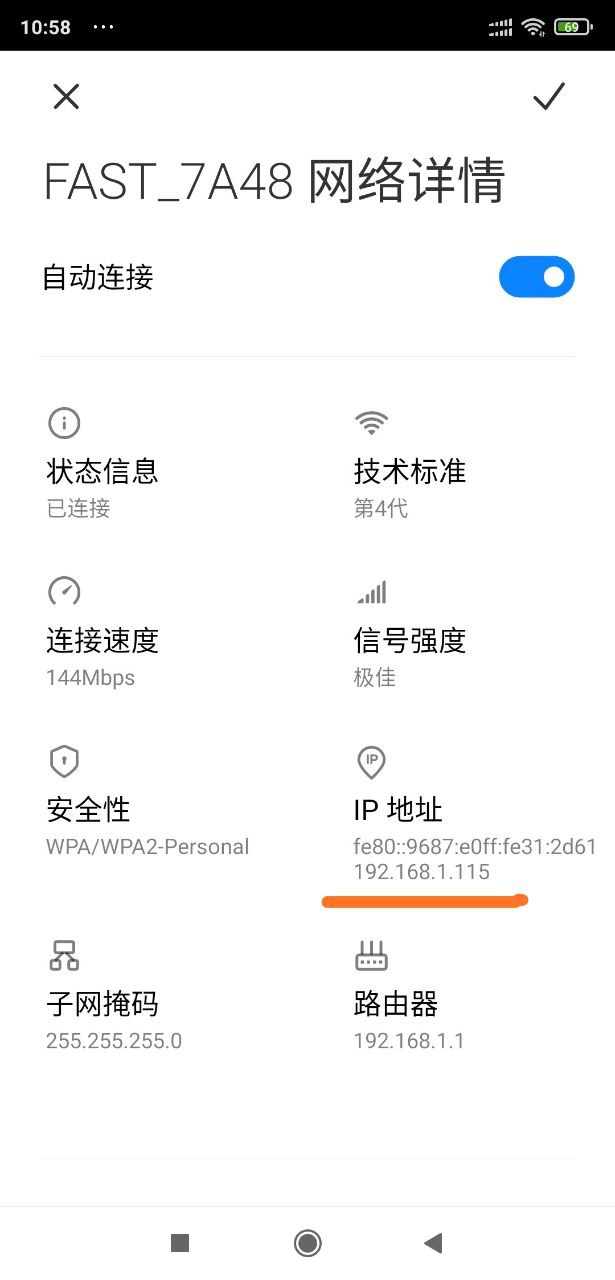 10:58 ... 69
FAST_7A48 网络详情
自动连接
状态信息
已连接
技术标准
第4代
连接速度
144Mbps
信号强度
极佳
安全性
WPA/WPA2-Personal
IP
IP 地址
fe80::9687:e0ff:fe31:2d61
192.168.1.115
子网掩码
255.255.255.0
路由器
192.168.1.1